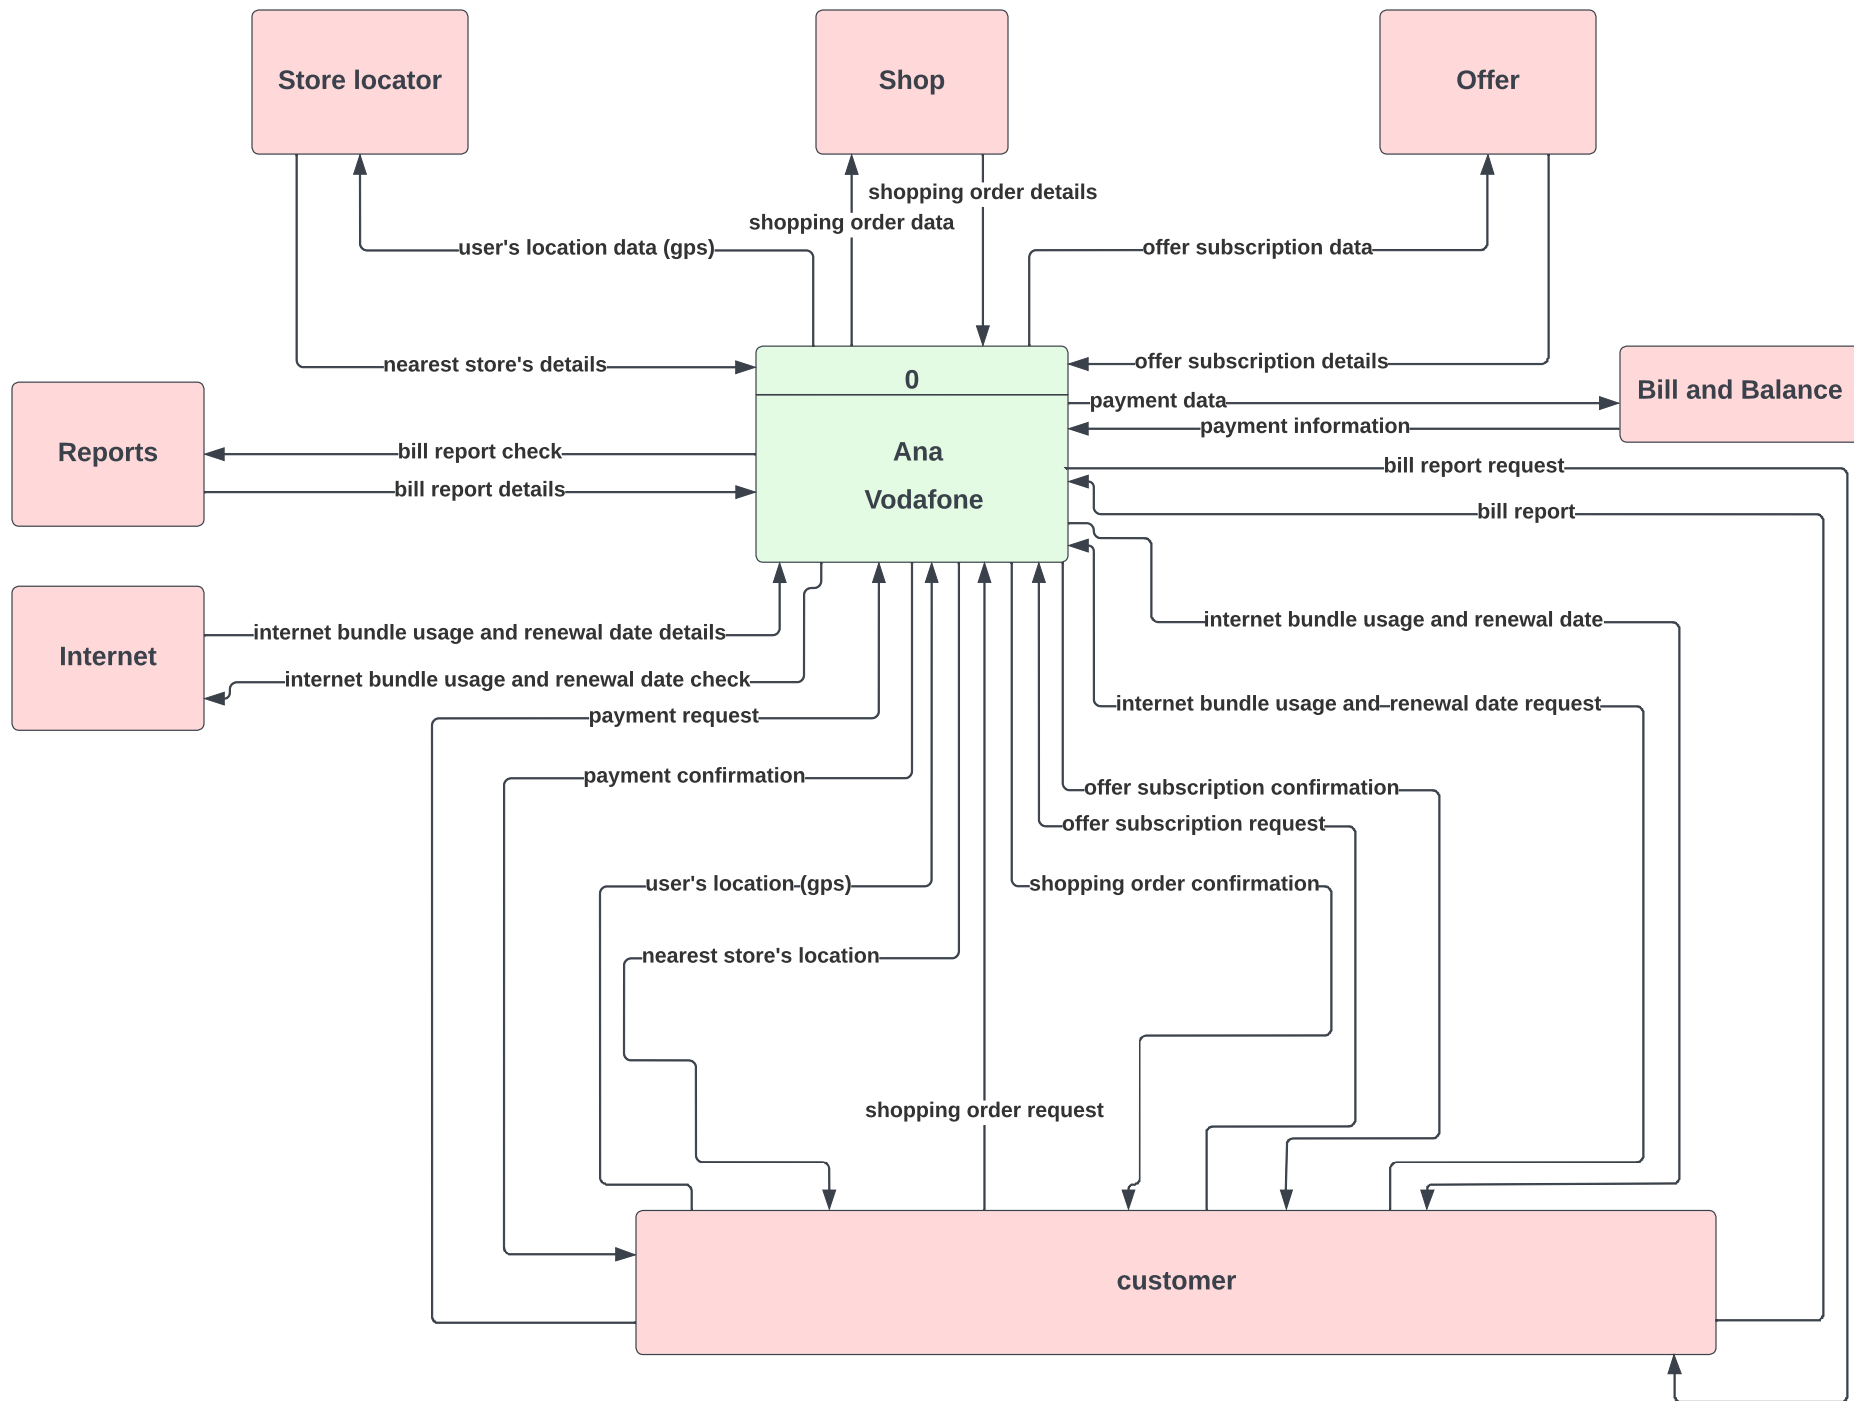 Store locator
Shop
Offer
shopping order details
shopping order data
user's location data (gps)
offer subscription data
nearest store's details
offer subscription details
0
Bill and Balance
payment data
payment information
Reports
bill report check
Ana
Vodafone
bill report request
bill report details
bill report
Internet
internet bundle usage and renewal date details
internet bundle usage and renewal date
internet bundle usage and renewal date check
internet bundle usage and renewal date request
payment request
payment confirmation
offer subscription confirmation
offer subscription request
user's location (gps)
shopping order confirmation
nearest store's location
shopping order request
customer